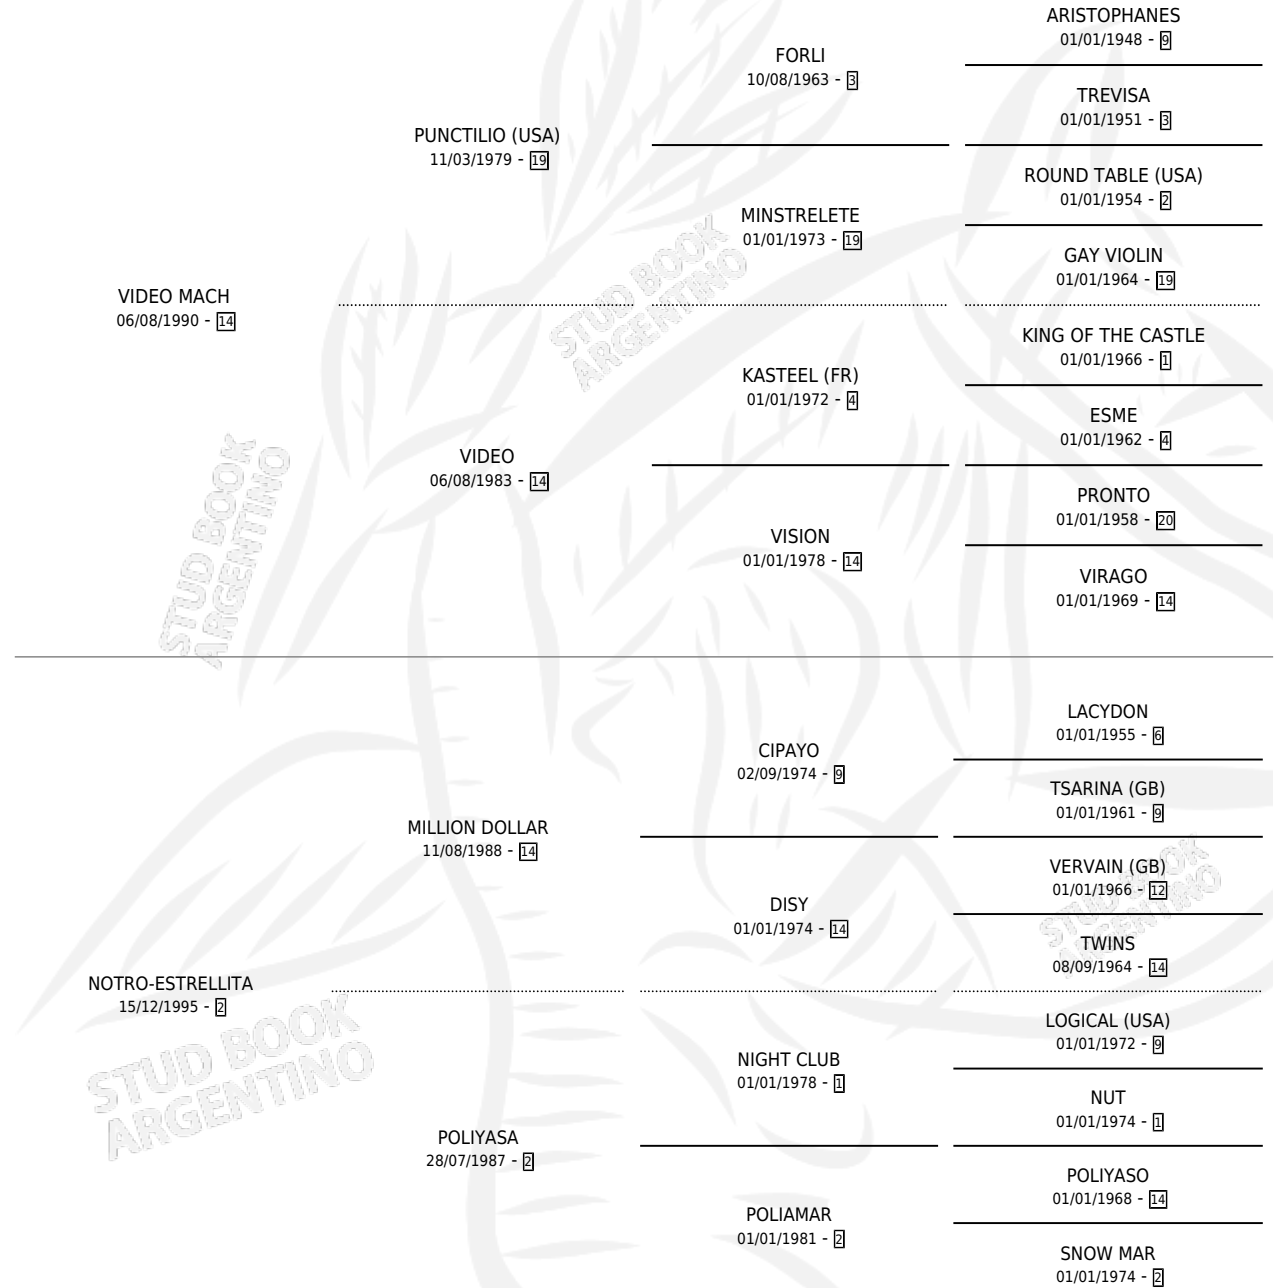 ARISTOPHANES
01/01/1948 - 9
FORLI
10/08/1963 - 3
TREVISA
01/01/1951 - 3
PUNCTILIO (USA)
11/03/1979 - 19
ROUND TABLE (USA)
01/01/1954 - 2
MINSTRELETE
01/01/1973 - 19
GAY VIOLIN
01/01/1964 - 19
VIDEO MACH
06/08/1990 - 14
KING OF THE CASTLE
01/01/1966 - 1
KASTEEL (FR)
01/01/1972 - 4
ESME
01/01/1962 - 4
VIDEO
06/08/1983 - 14
PRONTO
01/01/1958 - 20
VISION
01/01/1978 - 14
VIRAGO
01/01/1969 - 14
STUD BOOK
ARGENTINO
STUD BOOK
ARGENTINO
LACYDON
01/01/1955 - 6
CIPAYO
02/09/1974 - 9
TSARINA (GB)
01/01/1961 - 9
MILLION DOLLAR
11/08/1988 - 14
VERVAIN (GB)
01/01/1966 - 12
DISY
01/01/1974 - 14
TWINS
08/09/1964 - 14
NOTRO-ESTRELLITA
15/12/1995 - 2
LOGICAL (USA)
01/01/1972 - 9
NIGHT CLUB
01/01/1978 - 1
NUT
01/01/1974 - 1
POLIYASA
28/07/1987 - 2
POLIYASO
01/01/1968 - 14
POLIAMAR
01/01/1981 - 2
SNOW MAR
01/01/1974 - 2
STUD BOOK
ARGENTINO
STUD BOOK
ARGENTINO